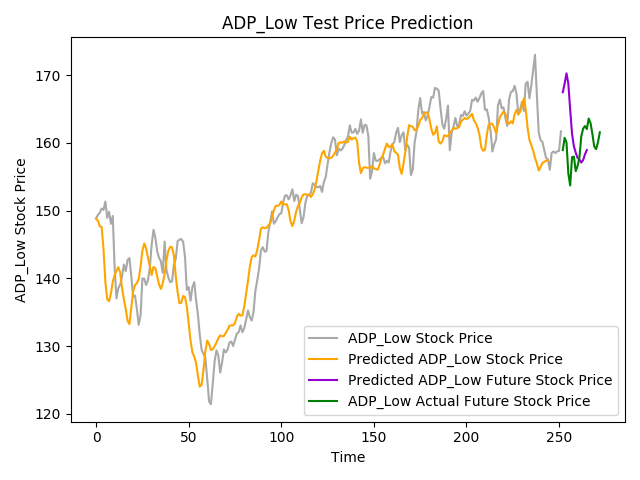 ADP_Low Test Price Prediction
ADP_Low Stock Price
170
160
150
140
130
120
0
50
100
150
200
250
Time
ADP_Low Stock Price
Predicted ADP_Low Stock Price
Predicted ADP_Low Future Stock Price
ADP_Low Actual Future Stock Price